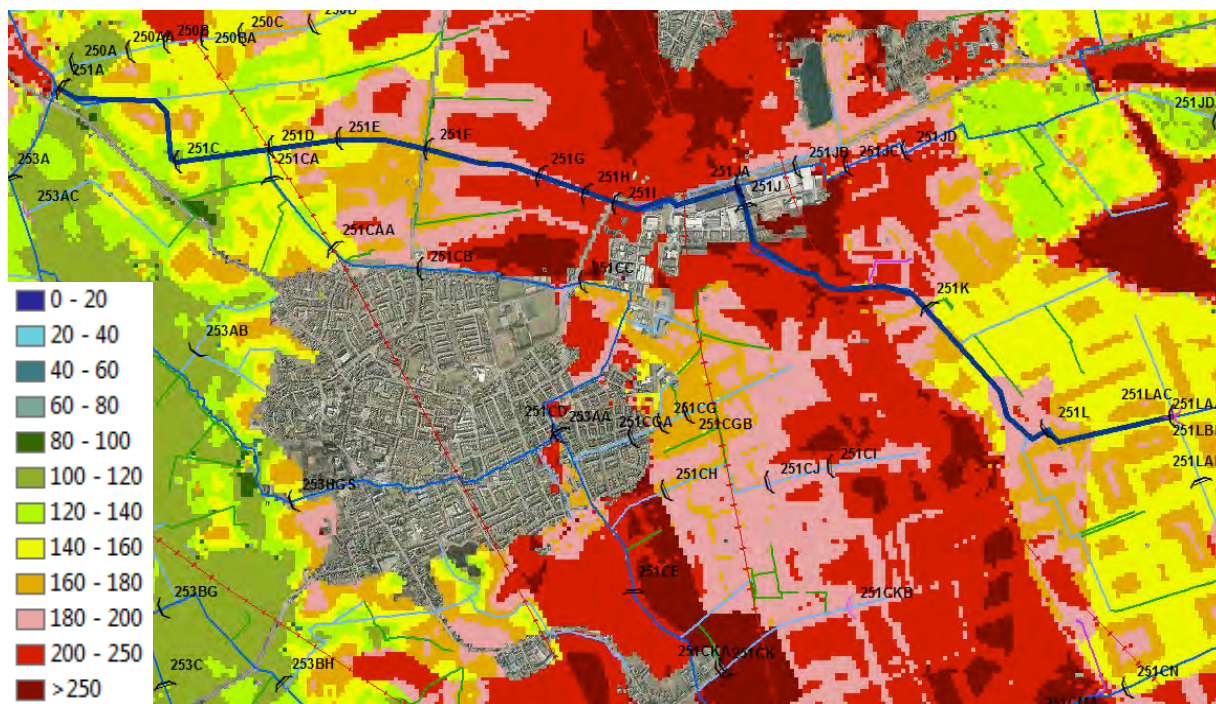 250D
250C
250B
250AA
250BA
250A
251A
251JD
251E
251D
251F
251JD
251JB
251JC
253A
251CA
251C
251G
251JA
251J
251H
251I
253AC
251CAA
251CB
251CC
0 - 20
251K
20 - 40
253AB
40 - 60
60 - 80
251LAC
251LAA
80 - 100
251CD
253AA
251CG
251L
251CGA
251CGB
100 - 120
251CI
251CH
251CJ
120 - 140
253HGS
140 - 160
251CE
160 - 180
253BG
251CKB
180 - 200
200 - 250
253C
253BH
251CKA
251CK
251CN
>250